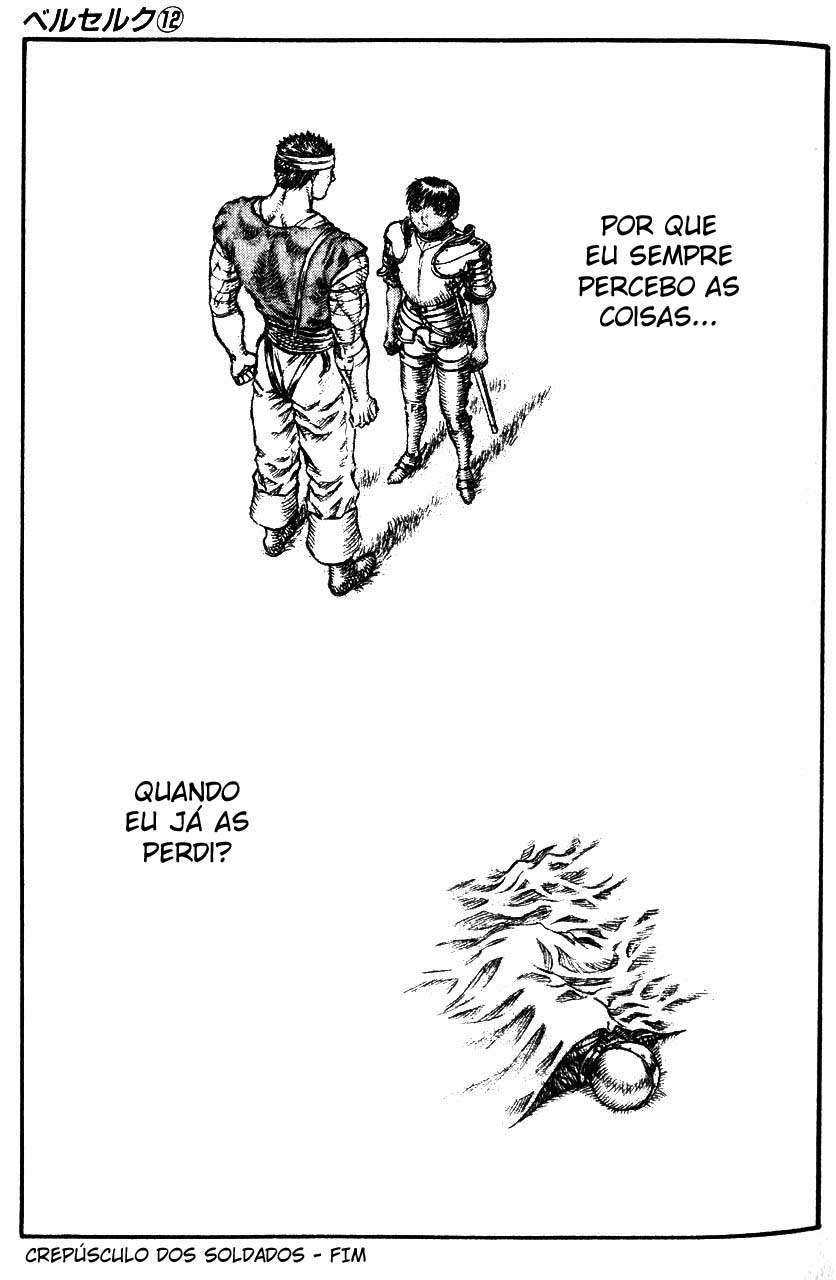 ベルセルク⑫
POR QUE
EU SEMPRE
PERCEBO AS
COISAS...
QUANDO
EU JÁ AS
PERDI?
CREPÚSCULO DOS SOLDADOS - FIM